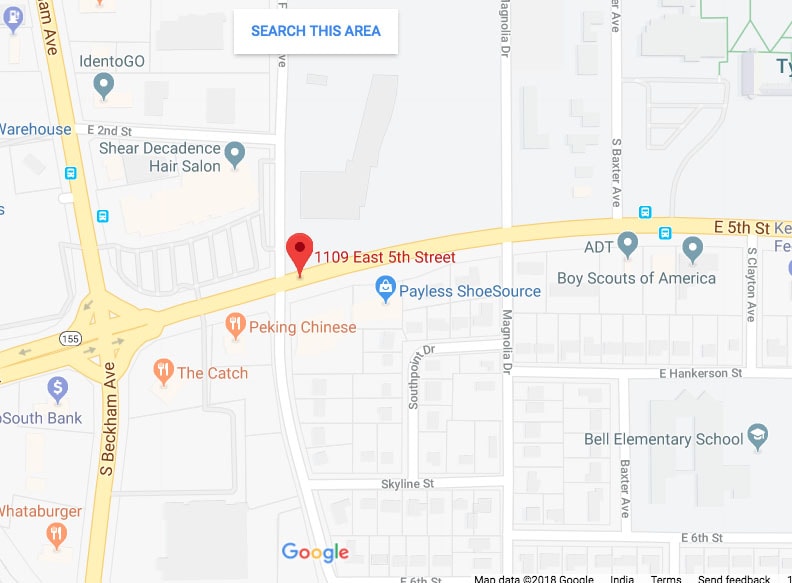 SEARCH THIS AREA
Magnolia Dr
S Baxter Ave
IdentoGO
Ty
E 2nd St
Warehouse
Shear Decadence
Hair Salon
S Baxter Ave
E 5th St
Ke
Fe
ADT
Boy Scouts of America
S Clayton Ave
1109 East 5th Street
Payless ShoeSource
Peking Chinese
Magnolia Dr
155
The Catch
Southpoint Dr
E Hankerson St
pSouth Bank
S Beckham Ave
Bell Elementary School
Baxter Ave
Skyline St
Whataburger
E 6th St
Google
E 6th St
Map data ©2018 Google India Terms Send feedback